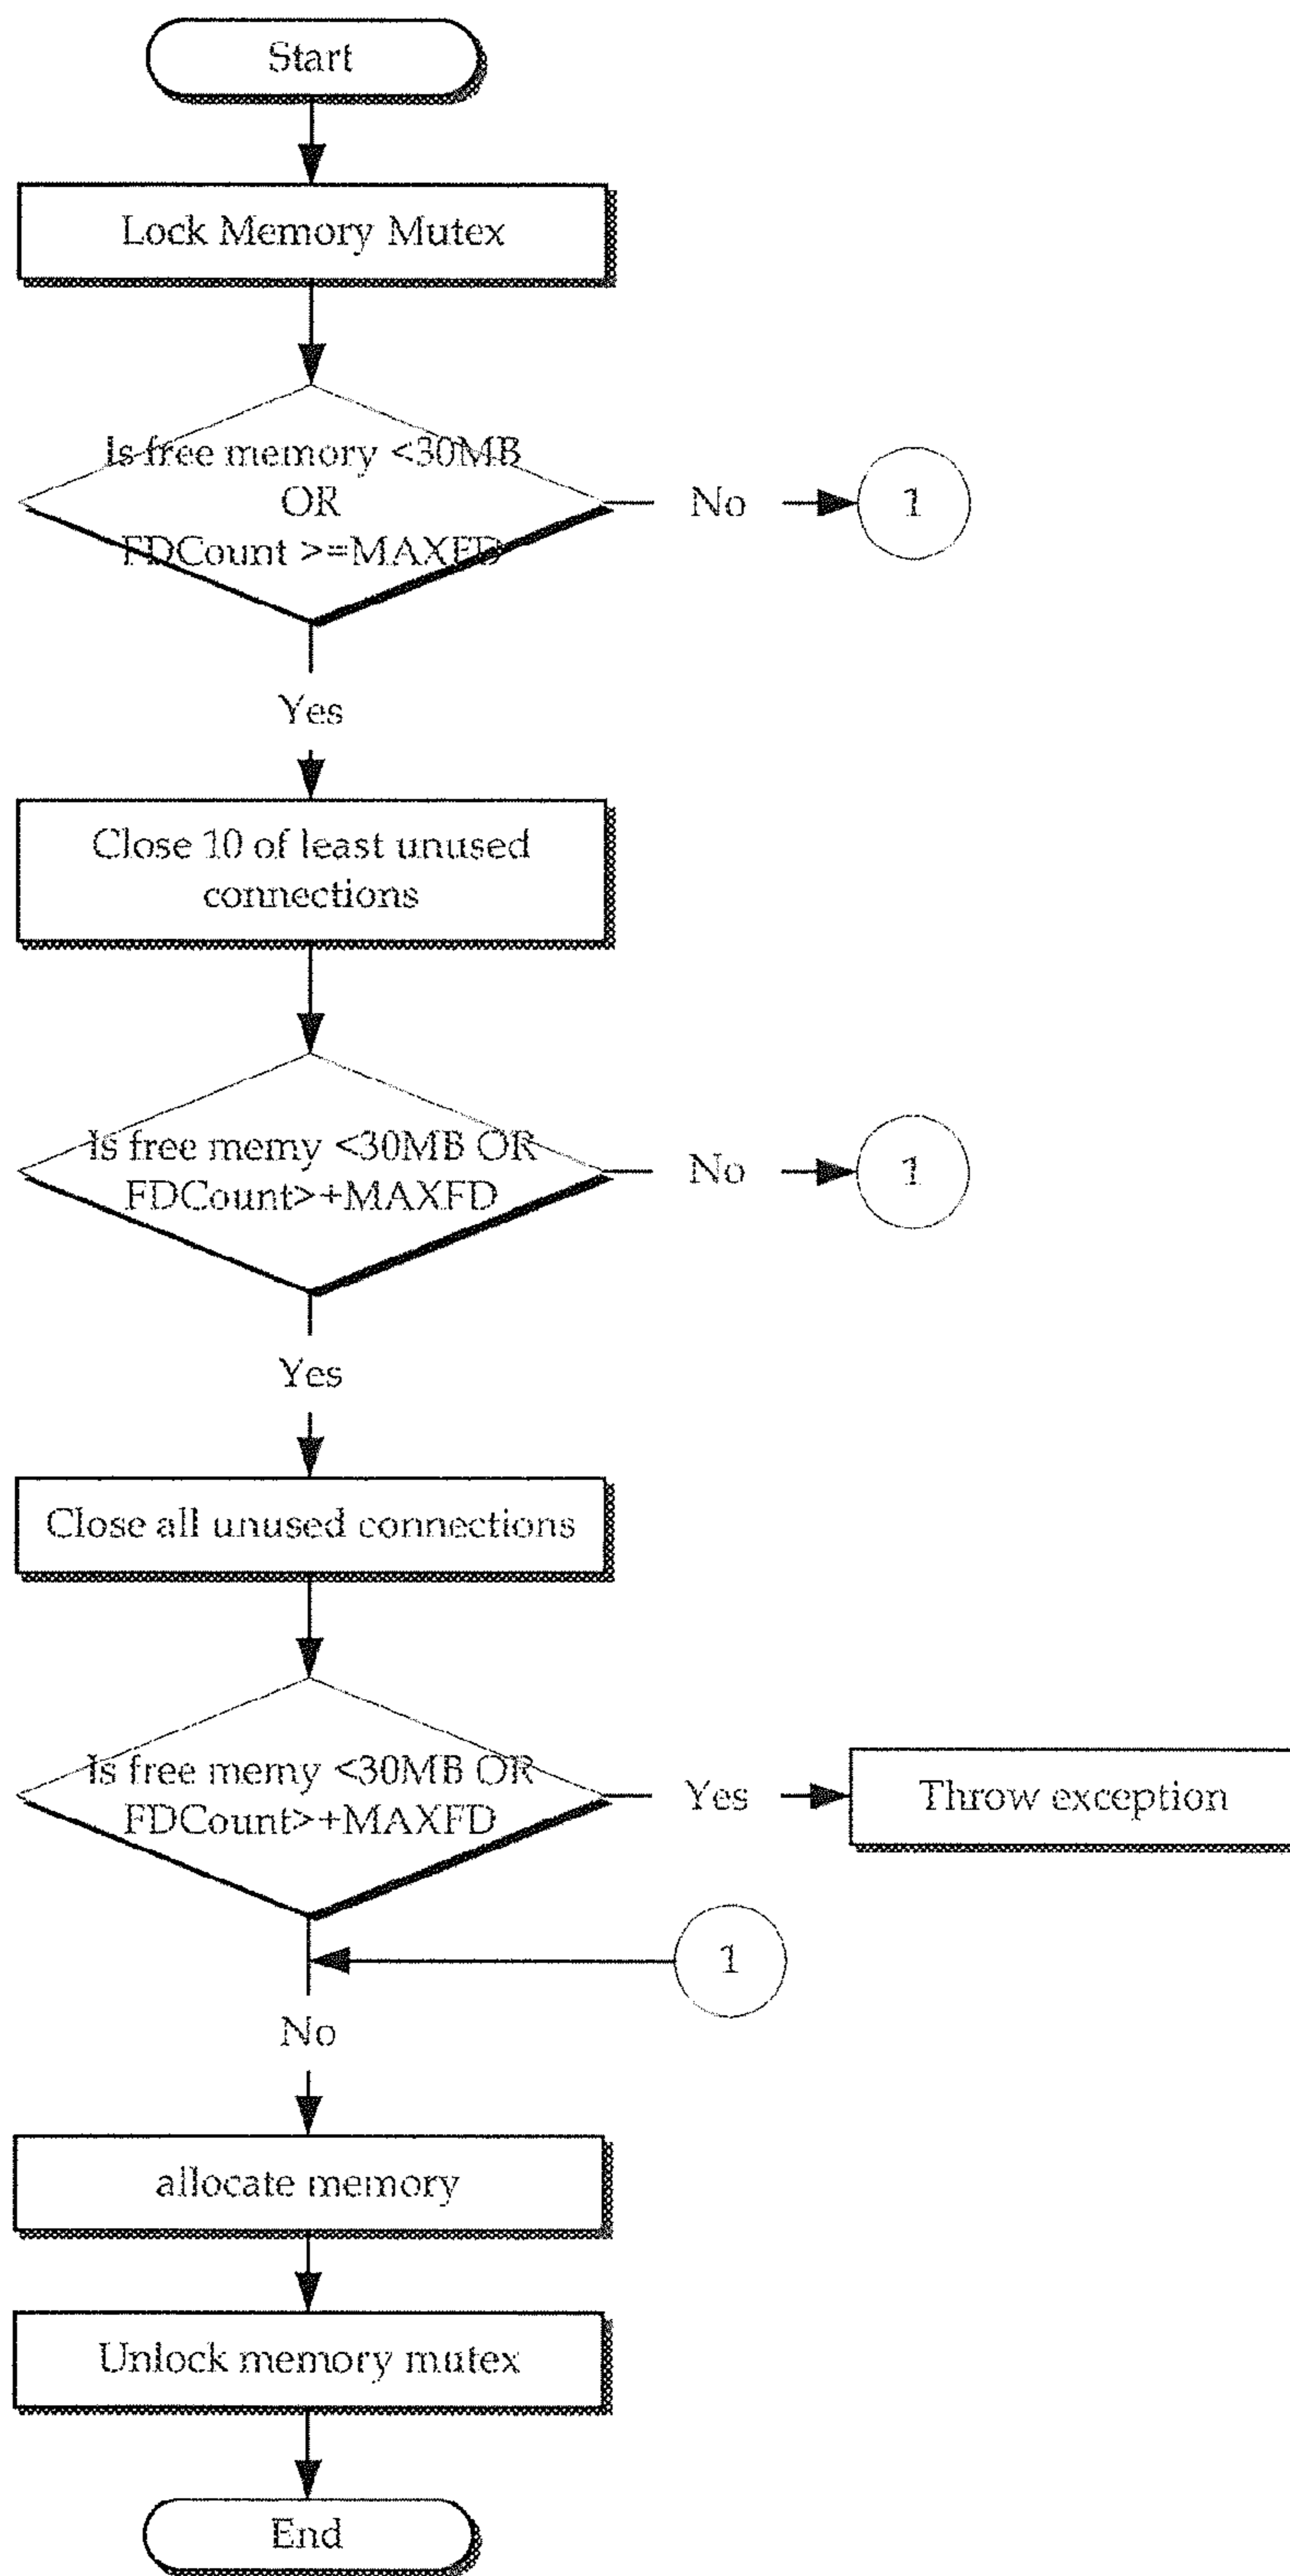 Start
Lock Memory Mutex
Is free memory <30MB
OR
FDCount >=MAXFD
No
1
Yes
Close 10 of least unused
connections
Is free memy <30MB OR
FDCount>+MAXFD
No
1
Yes
Close all unused connections
Is free memy <30MB OR
FDCount>+MAXFD
Yes
Throw exception
1
No
allocate memory
Unlock memory mutex
End